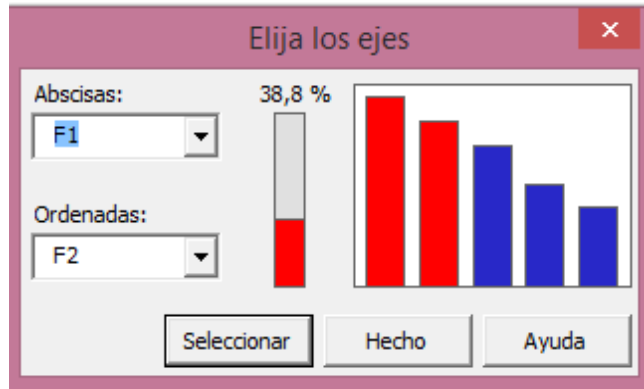 Elija los ejes
Abscisas:
38,8 %
F1
Ordenadas:
F2
Seleccionar
Hecho
Ayuda